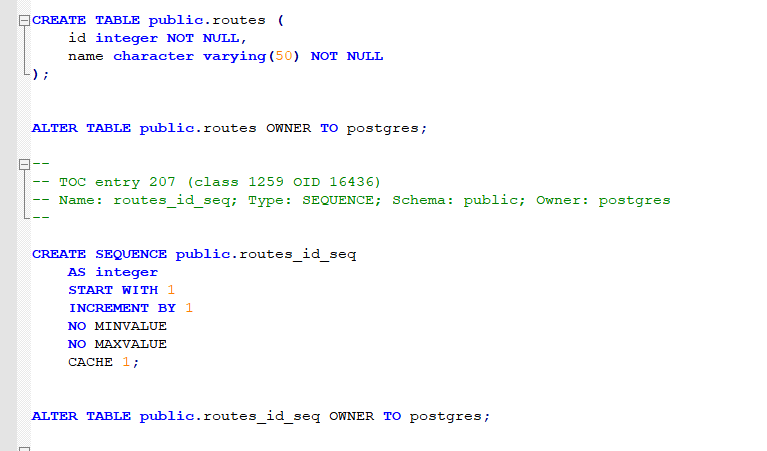 CREATE TABLE public.routes (
id integer NOT NULL,
name character varying(50) NOT NULL
);
ALTER TABLE public.routes OWNER TO postgres;
--
-- TOC entry 207 (class 1259 OID 16436)
-- Name: routes_id_seq; Type: SEQUENCE; Schema: public; Owner: postgres
--
CREATE SEQUENCE public.routes_id_seq
AS integer
START WITH 1
INCREMENT BY 1
NO MINVALUE
NO MAXVALUE
CACHE 1;
ALTER TABLE public.routes_id_seq OWNER TO postgres;